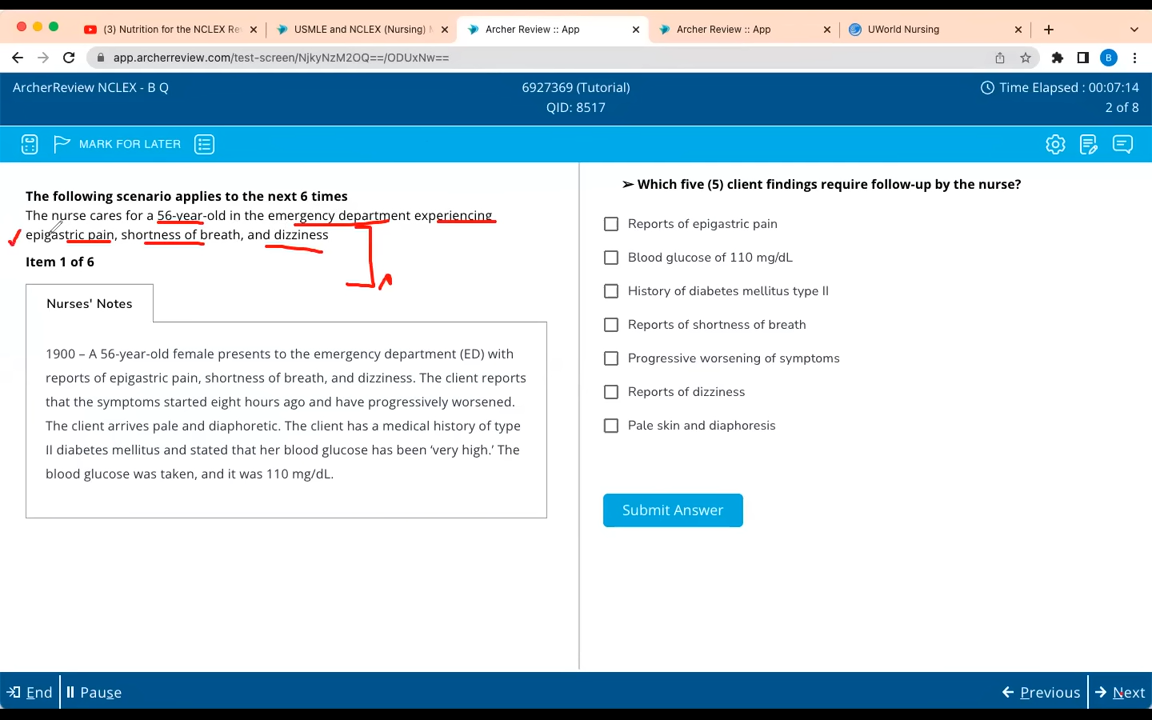 (3) Nutrition for the NCLEX Re
USMLE and NCLEX (Nursing) M
Archer Review :: App
Archer Review :: App
UWorld Nursing
app.archerreview.com/test-screen/NjkyNzM2OQ==/ODUxNw==
B
ArcherReview NCLEX - B Q
6927369 (Tutorial)
QID: 8517
Time Elapsed : 00:07:14
2 of 8
MARK FOR LATER
The following scenario applies to the next 6 times
The nurse cares for a 56-year-old in the emergency department experiencing
epigastric pain, shortness of breath, and dizziness
Item 1 of 6
Nurses' Notes
1900 – A 56-year-old female presents to the emergency department (ED) with
reports of epigastric pain, shortness of breath, and dizziness. The client reports
that the symptoms started eight hours ago and have progressively worsened.
The client arrives pale and diaphoretic. The client has a medical history of type
II diabetes mellitus and stated that her blood glucose has been ‘very high.’ The
blood glucose was taken, and it was 110 mg/dL.
➢ Which five (5) client findings require follow-up by the nurse?
Reports of epigastric pain
Blood glucose of 110 mg/dL
History of diabetes mellitus type II
Reports of shortness of breath
Progressive worsening of symptoms
Reports of dizziness
Pale skin and diaphoresis
Submit Answer
End
Pause
Previous
Next